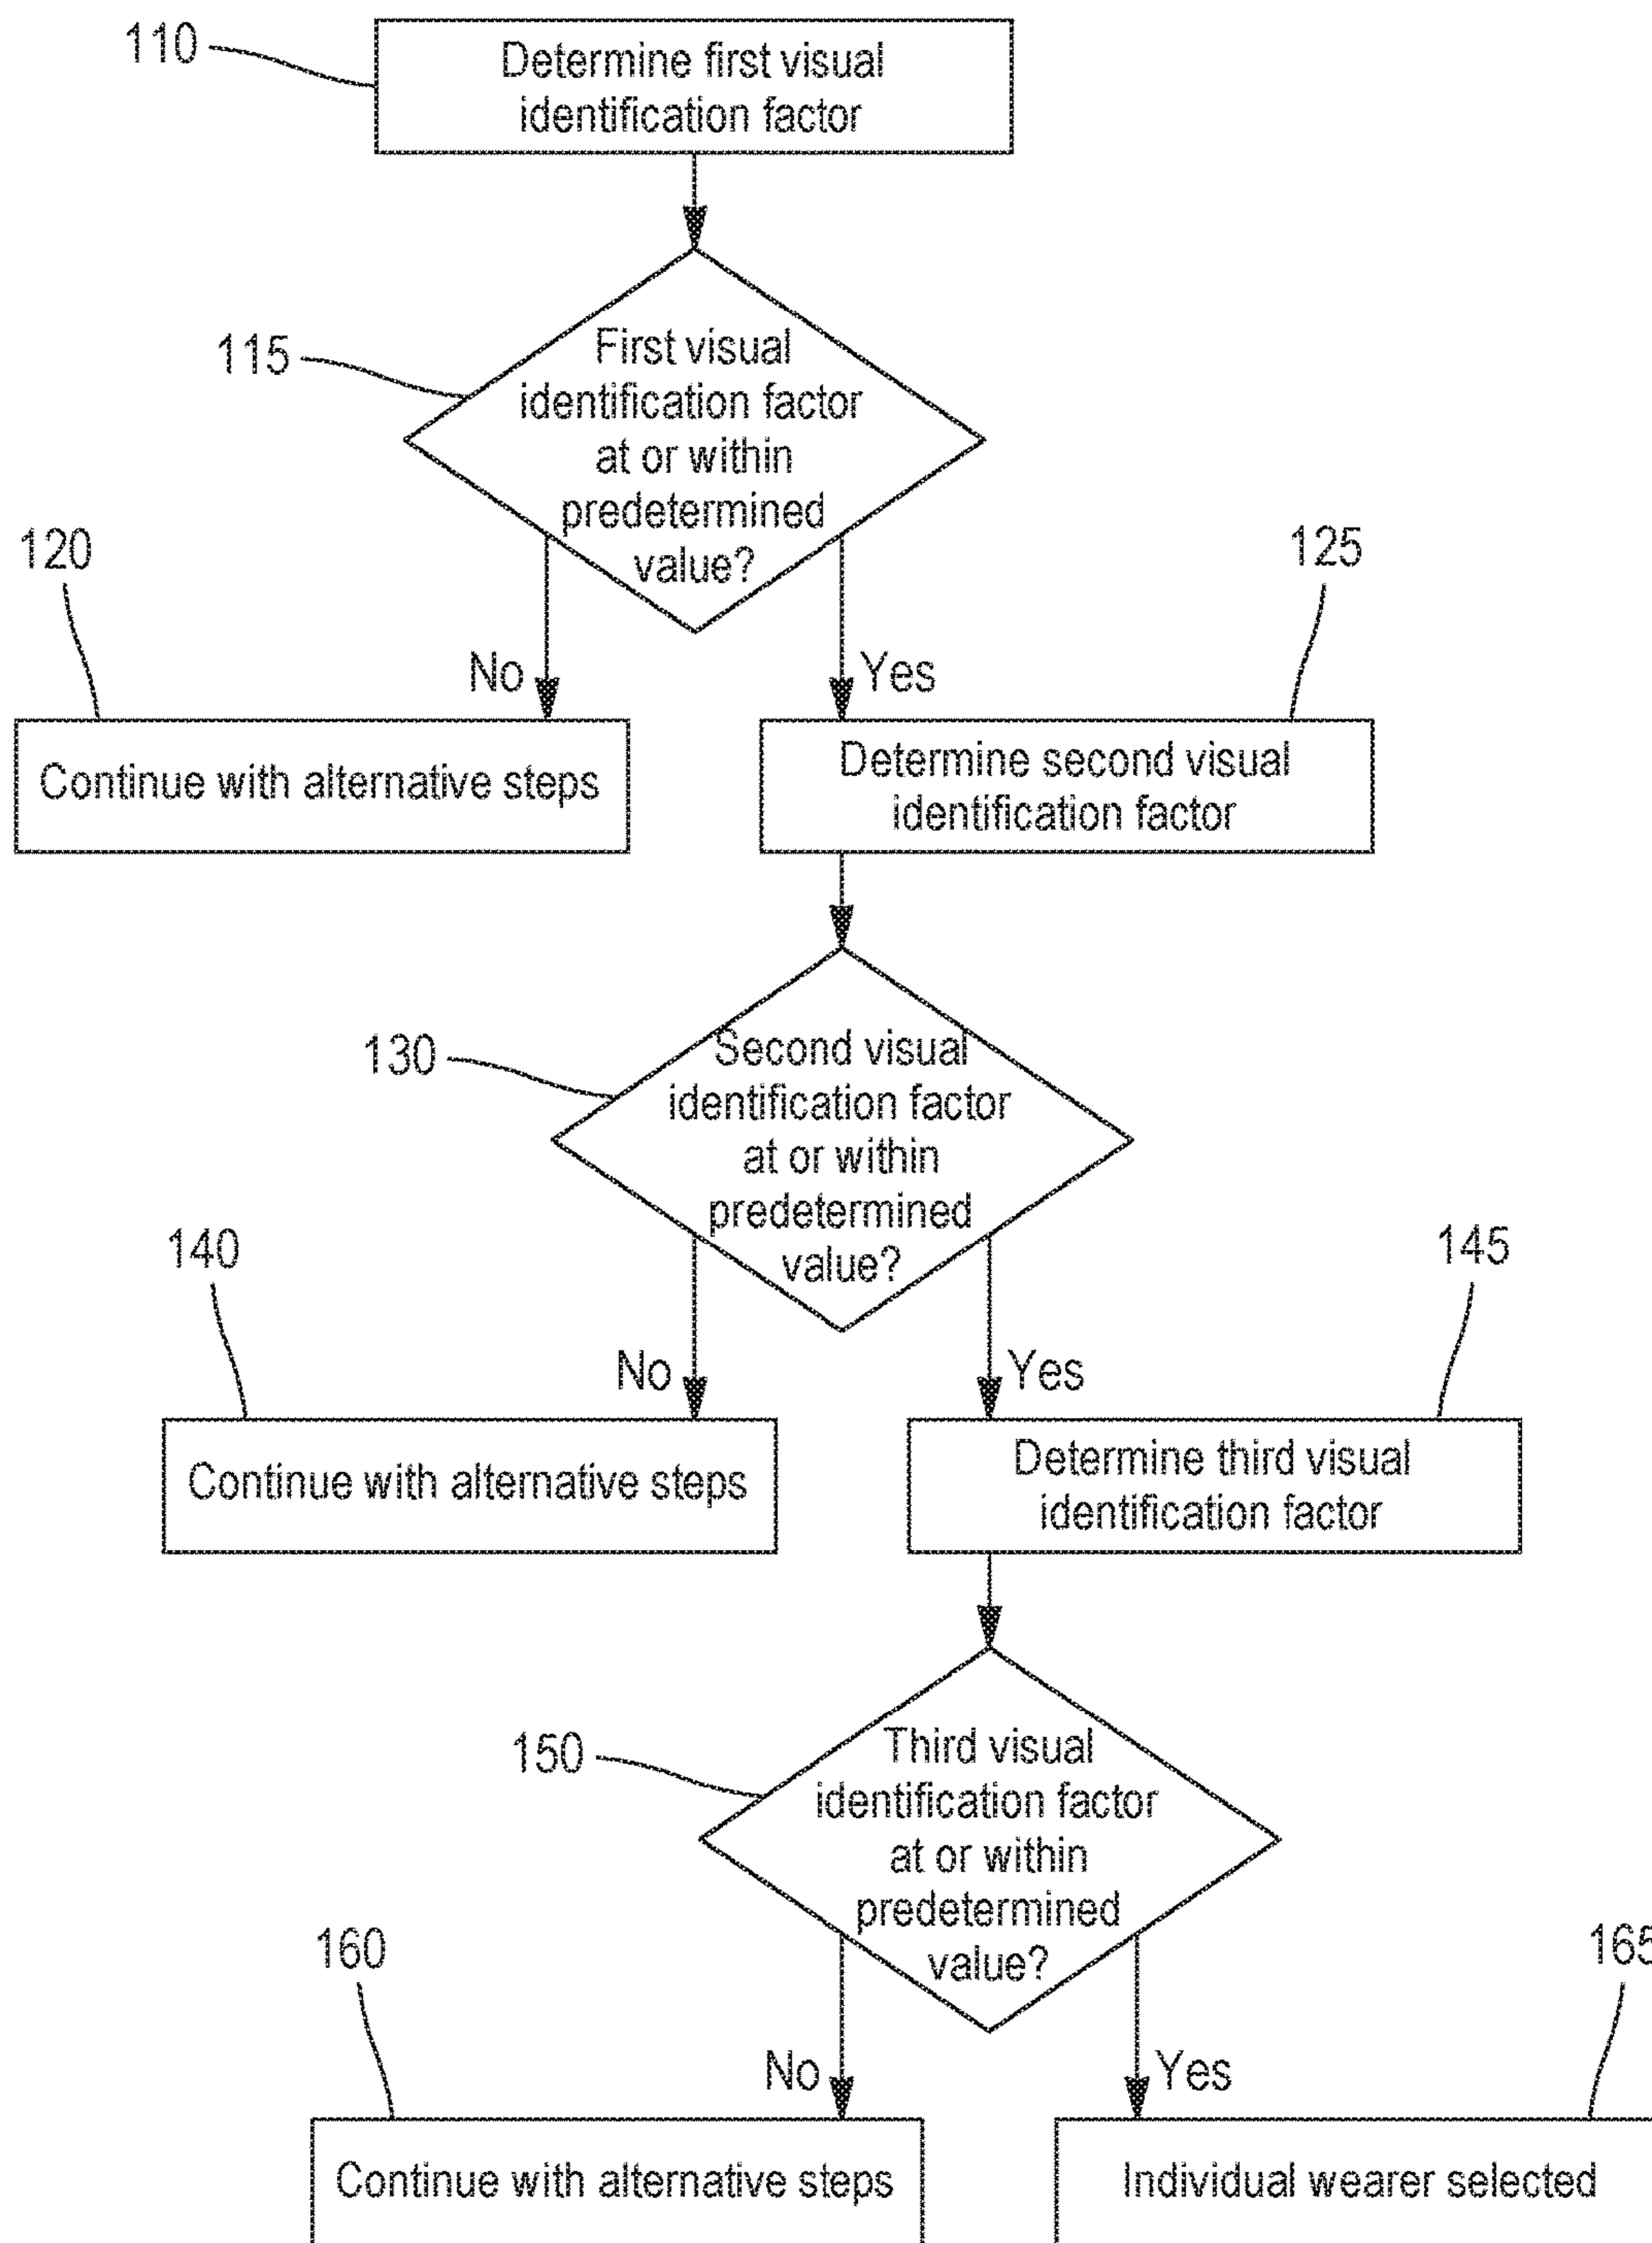 110
Determine first visual
identification factor
115
First visual
identification factor
at or within
predetermined
value?
No
Yes
120
Continue with alternative steps
125
Determine second visual
identification factor
130
Second visual
identification factor
at or within
predetermined
value?
No
Yes
140
Continue with alternative steps
145
Determine third visual
identification factor
150
Third visual
identification factor
at or within
predetermined
value?
No
Yes
160
Continue with alternative steps
165
Individual wearer selected